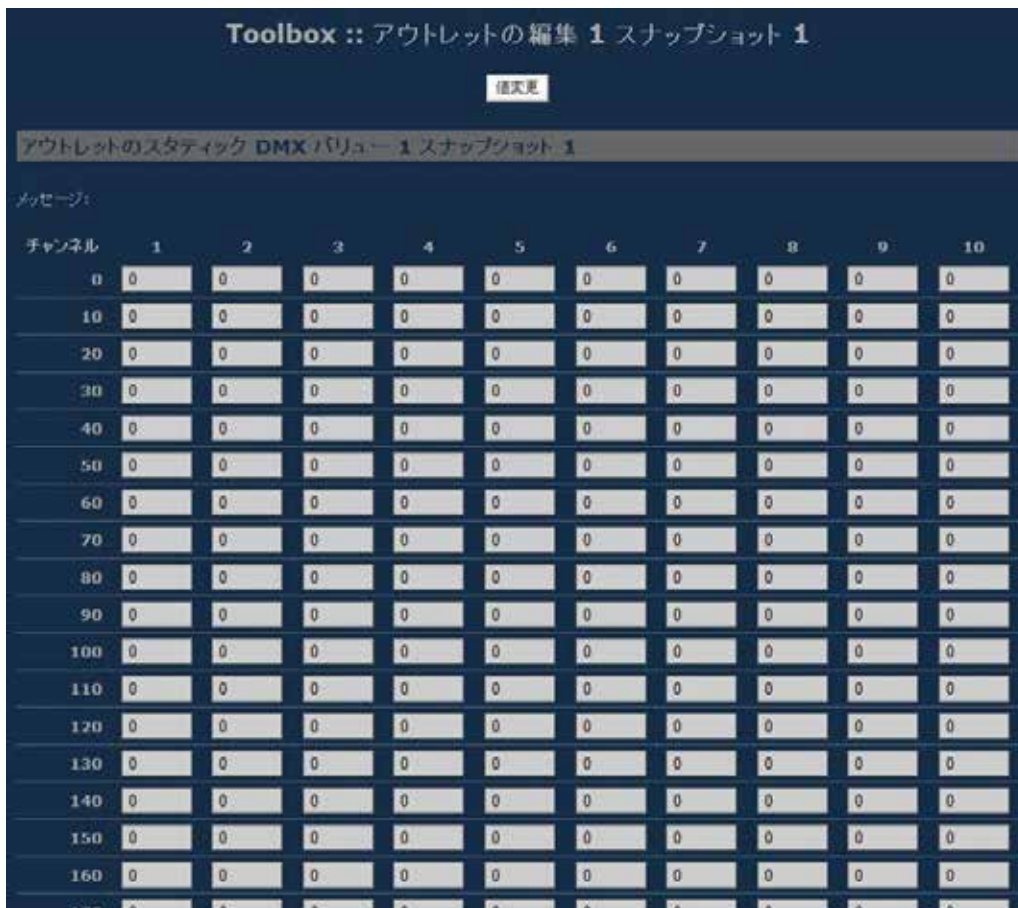 Toolbox :: アウトレットの編集 1 スナップショット 1
値変更
アウトレットのスタティック DMX バリュー 1 スナップショット 1
メッセージ:
チャンネル 1 2 3 4 5 6 7 8 9 10
0 0 0 0 0 0 0 0 0 0 0
10 0 0 0 0 0 0 0 0 0 0
20 0 0 0 0 0 0 0 0 0 0
30 0 0 0 0 0 0 0 0 0 0
40 0 0 0 0 0 0 0 0 0 0
50 0 0 0 0 0 0 0 0 0 0
60 0 0 0 0 0 0 0 0 0 0
70 0 0 0 0 0 0 0 0 0 0
80 0 0 0 0 0 0 0 0 0 0
90 0 0 0 0 0 0 0 0 0 0
100 0 0 0 0 0 0 0 0 0 0
110 0 0 0 0 0 0 0 0 0 0
120 0 0 0 0 0 0 0 0 0 0
130 0 0 0 0 0 0 0 0 0 0
140 0 0 0 0 0 0 0 0 0 0
150 0 0 0 0 0 0 0 0 0 0
160 0 0 0 0 0 0 0 0 0 0